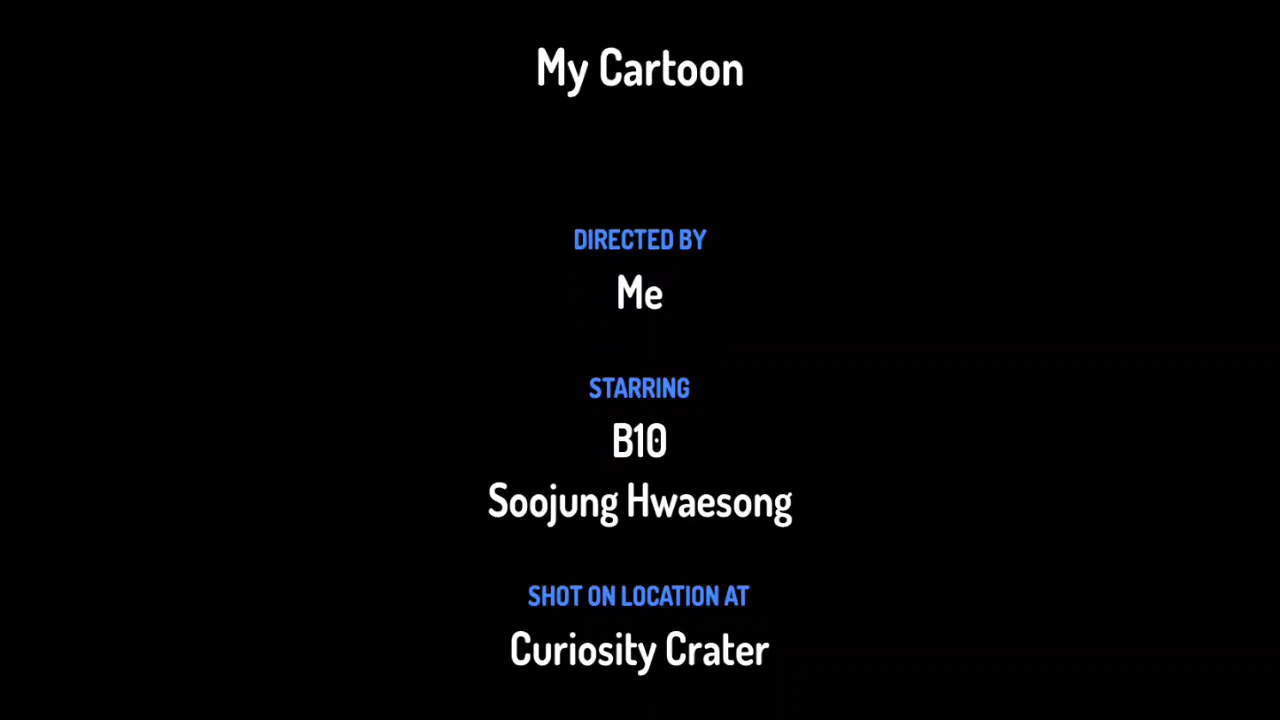 My Cartoon
DIRECTED BY
Me
STARRING
B10
Soojung Hwaesong
SHOT ON LOCATION AT
Curiosity Crater